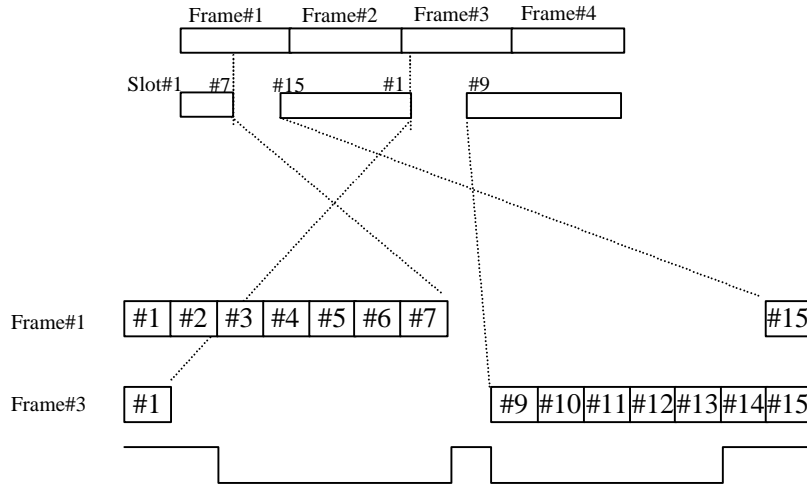 Frame#1 Frame#2 Frame#3 Frame#4
Slot#1 #7 #15 #1 #9
Frame#1 #1 #2 #3 #4 #5 #6 #7 #15
Frame#3 #1 #9 #10 #11 #12 #13 #14 #15